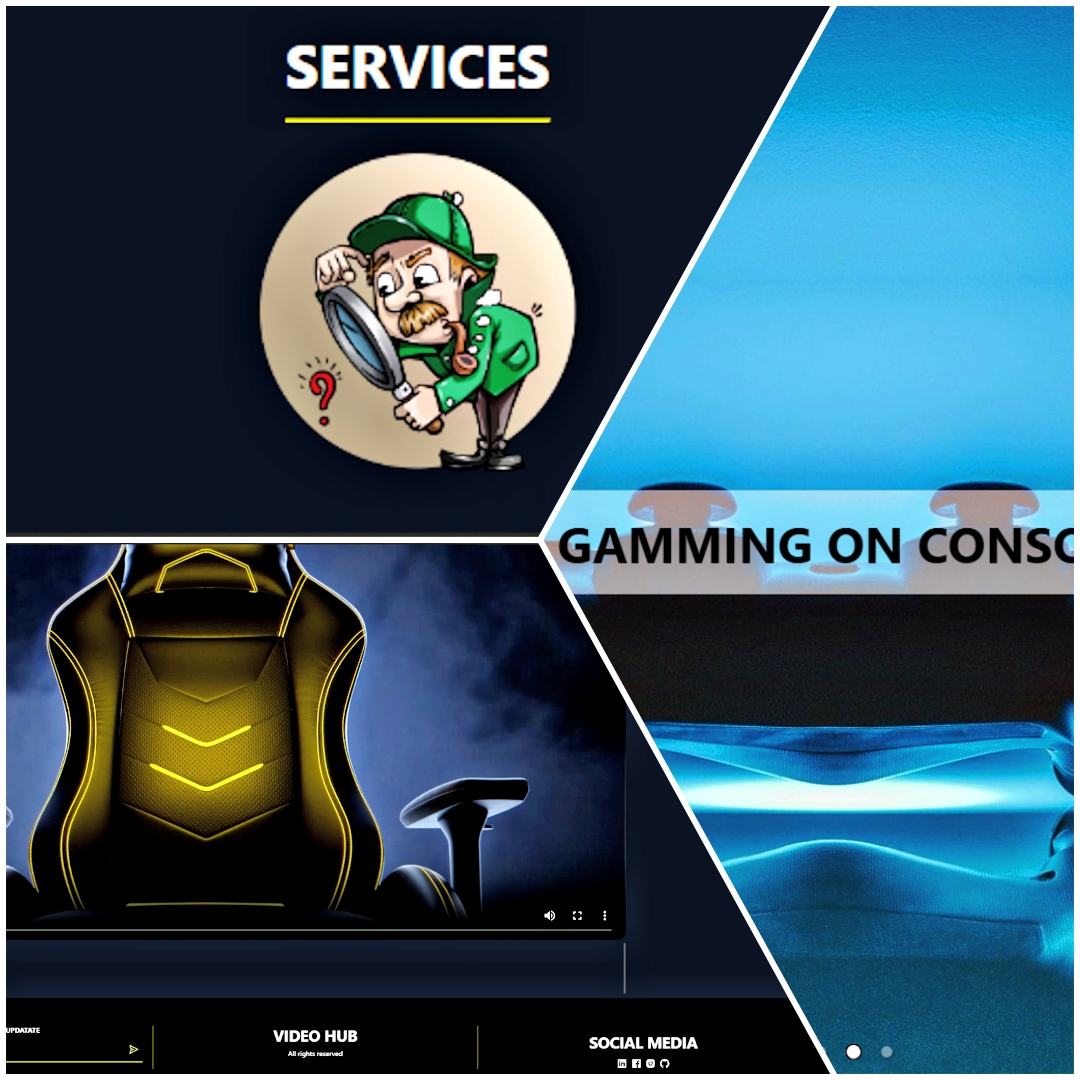 SERVICES
?
GAMMING ON CONSO
UPDATATE
VIDEO HUB
All rights reserved
SOCIAL MEDIA